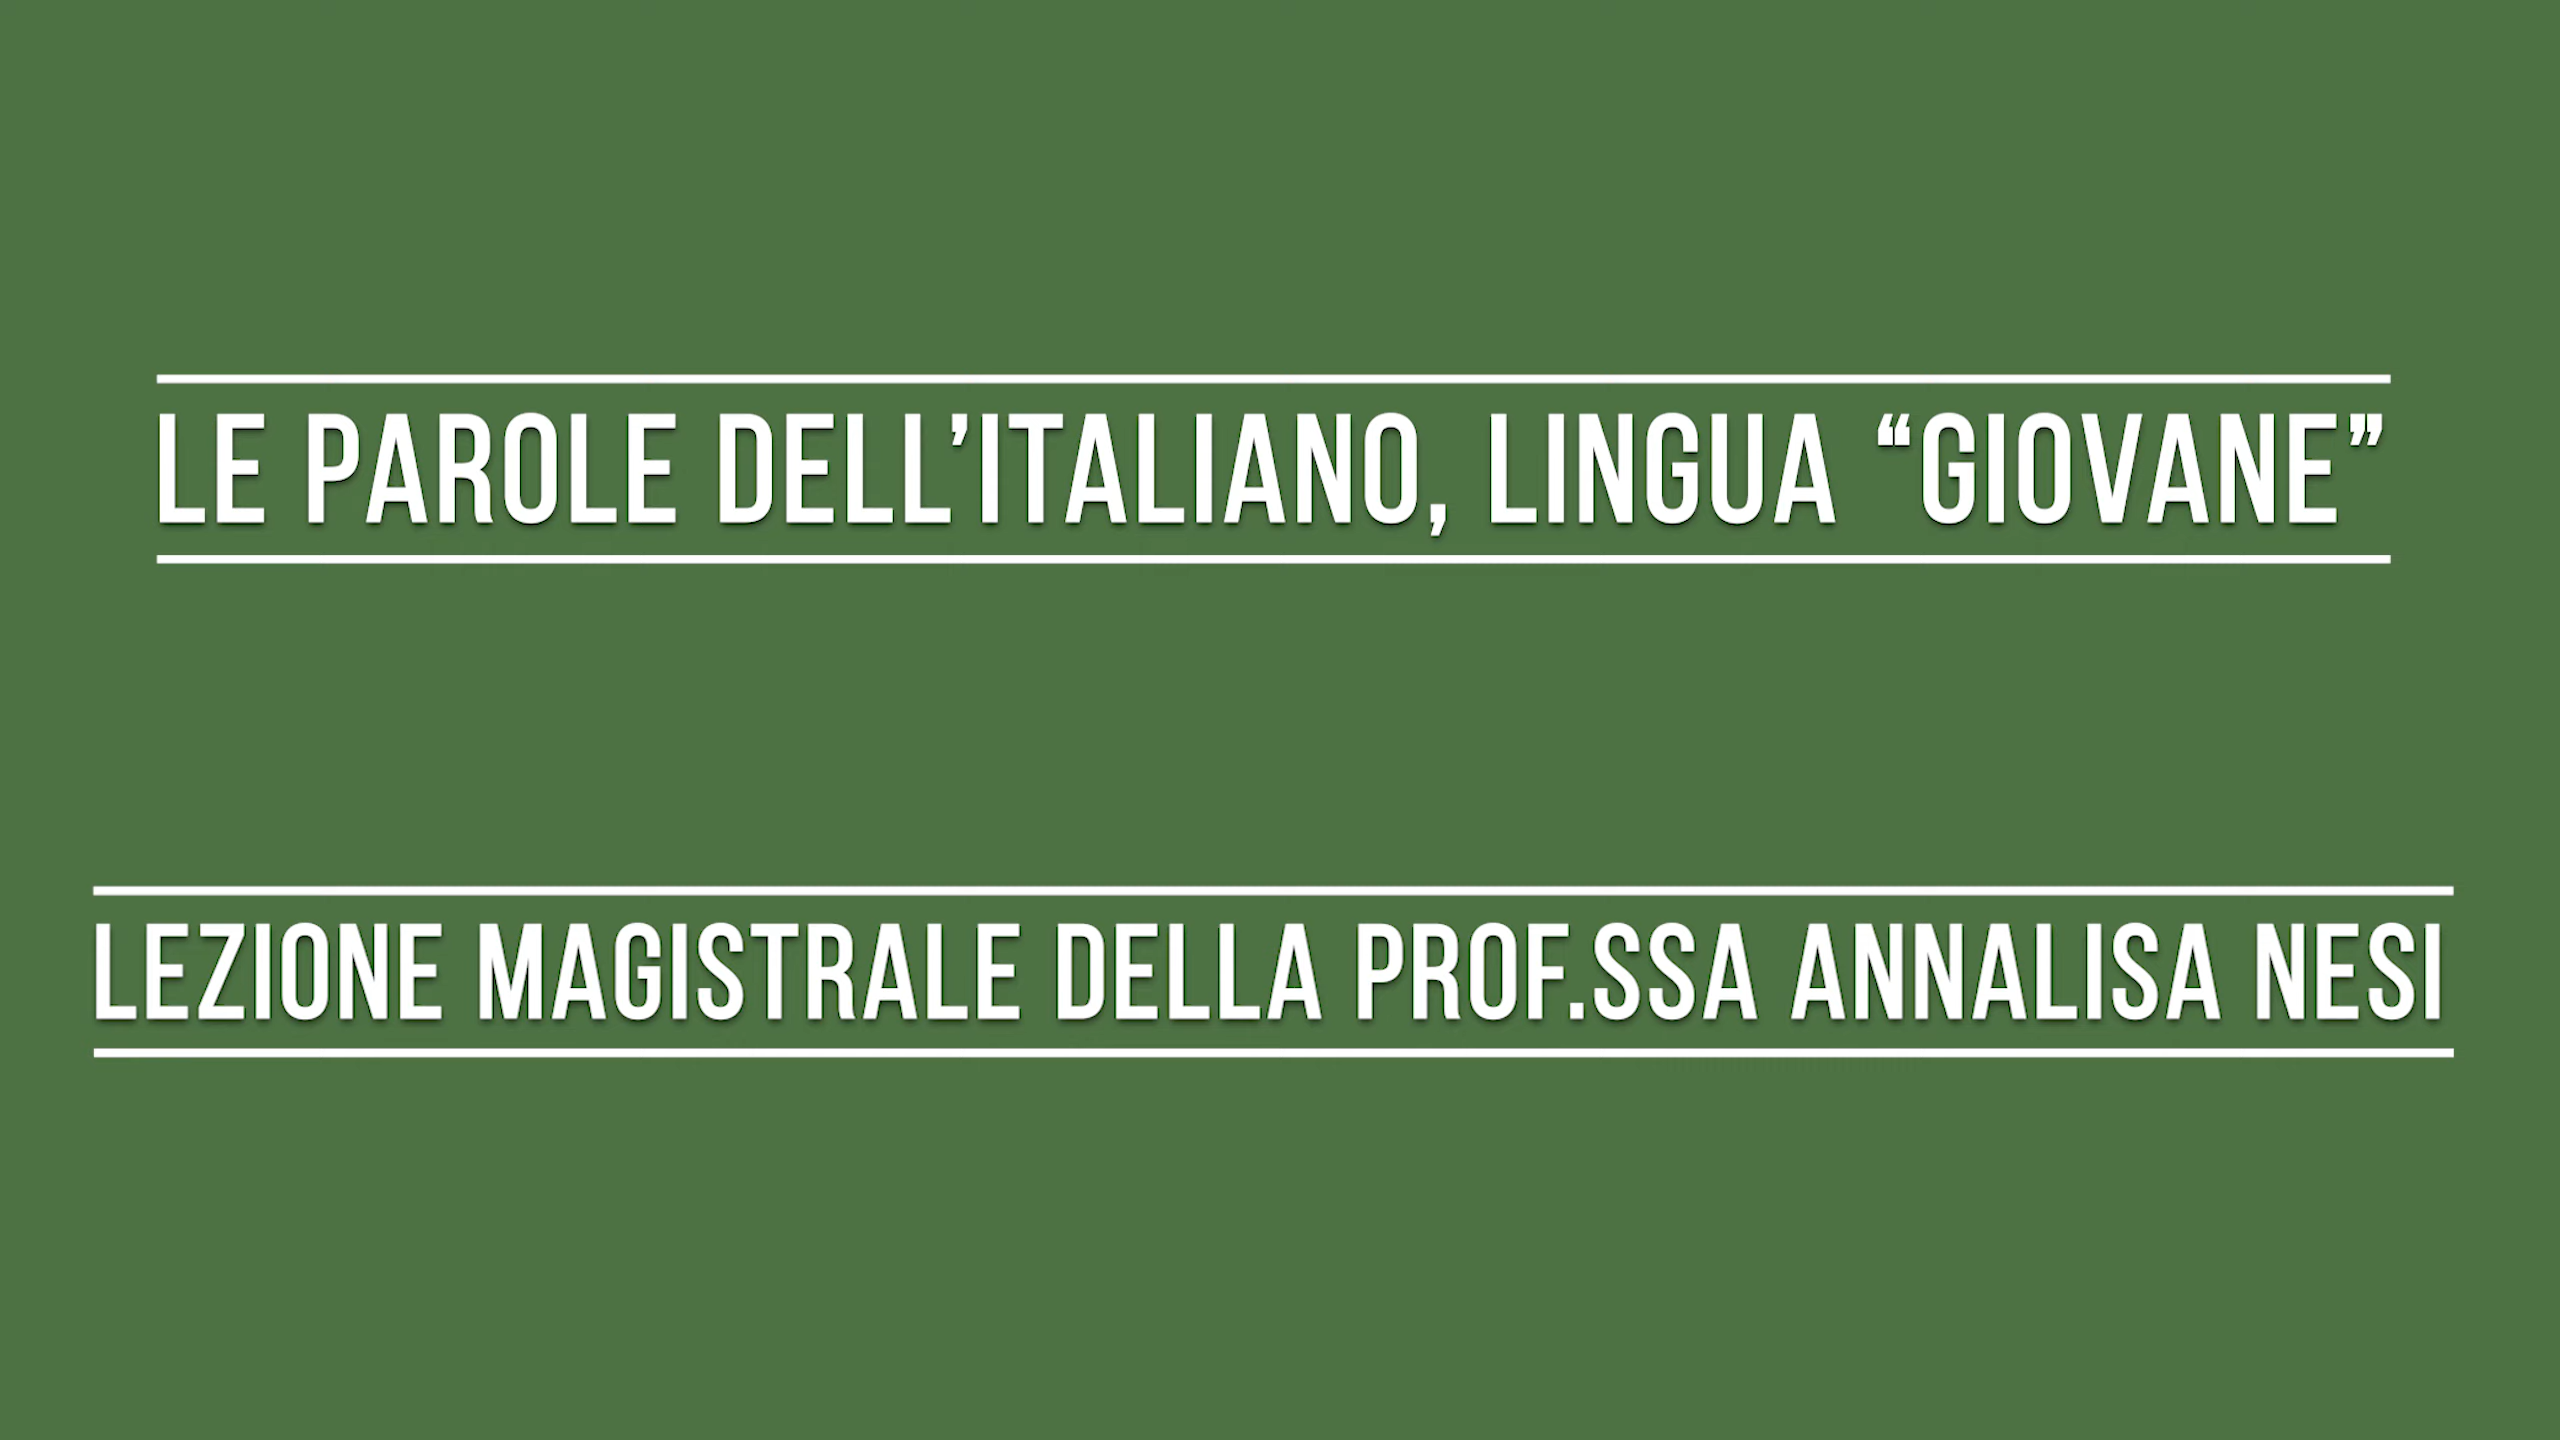 LE PAROLE DELL’ITALIANO, LINGUA “GIOVANE”
LEZIONE MAGISTRALE DELLA PROF.SSA ANNALISA NESI